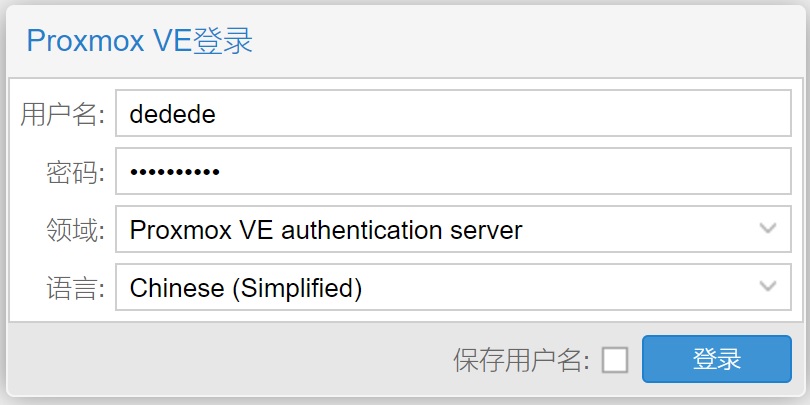 Proxmox VE登录
用户名: dedede
密码: ••••••••••
领域: Proxmox VE authentication server
语言: Chinese (Simplified)
保存用户名: 登录